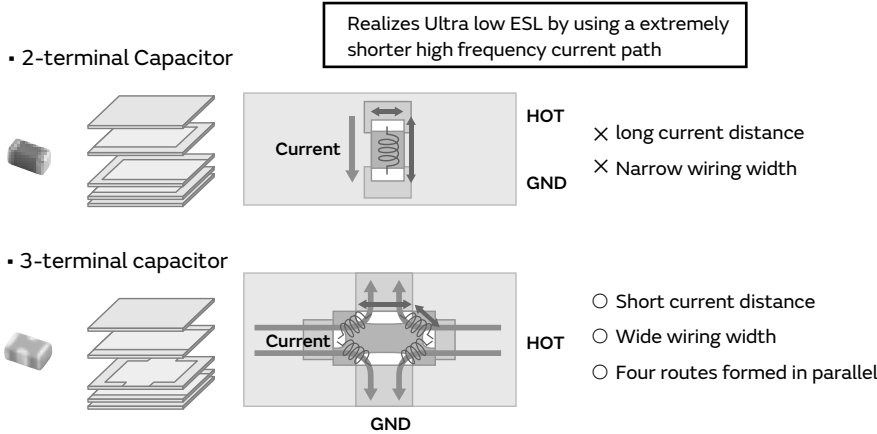 Realizes Ultra low ESL by using a extremely
shorter high frequency current path
▪ 2-terminal Capacitor
Current
HOT
GND
× long current distance
× Narrow wiring width
▪ 3-terminal capacitor
Current
HOT
GND
○ Short current distance
○ Wide wiring width
○ Four routes formed in parallel